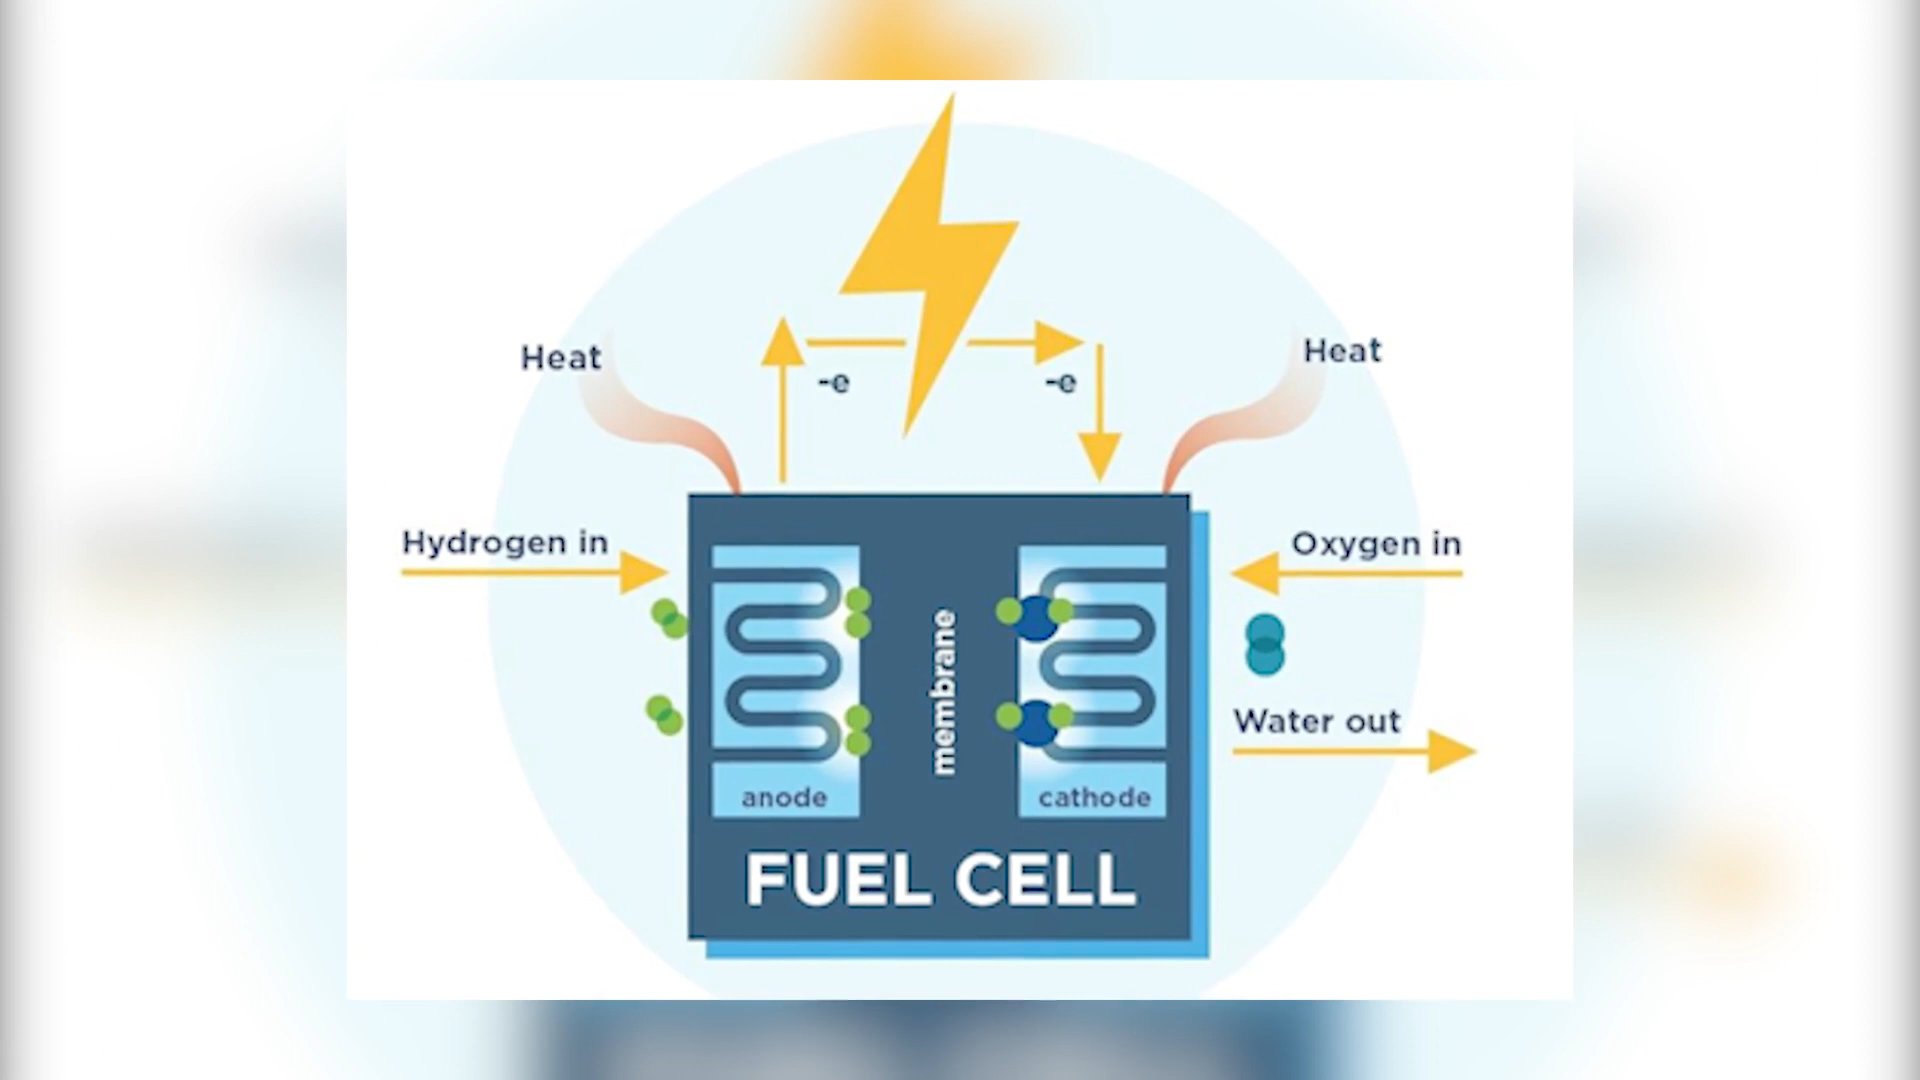 Heat
Heat
-e
-e
Hydrogen in
Oxygen in
membrane
Water out
anode
cathode
FUEL CELL